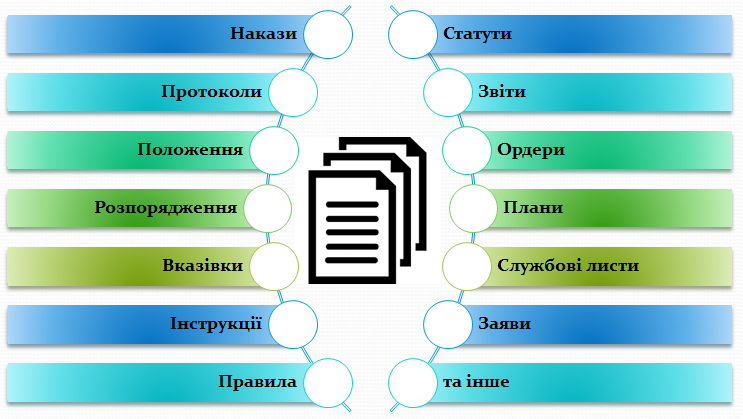 Накази
Протоколи
Положення
Розпорядження
Вказівки
Інструкції
Правила
Статути
Звіти
Ордери
Плани
Службові листи
Заяви
та інше